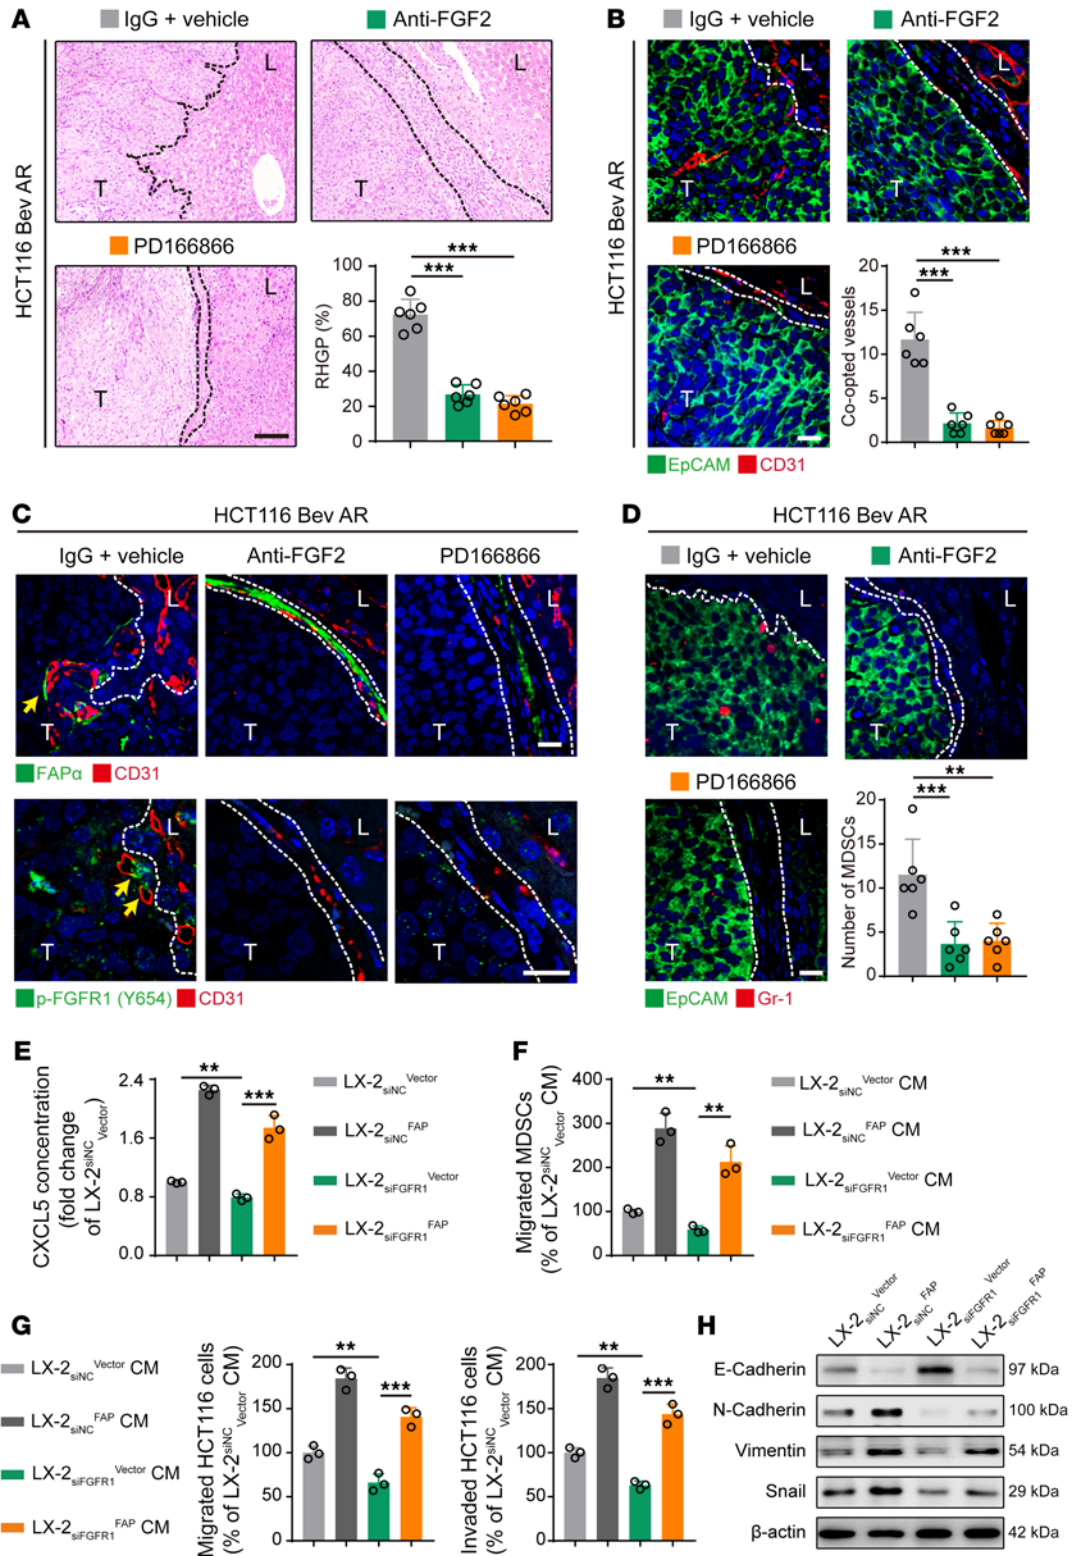 A
IgG + vehicle
Anti-FGF2
HCT116 Bev AR
T
L
T
L
PD166866
T
L
RHGP (%)
100
80
60
40
20
0
***
***
B
IgG + vehicle
Anti-FGF2
HCT116 Bev AR
T
L
T
L
PD166866
T
L
Co-opted vessels
20
15
10
5
0
***
***
EpCAM CD31
C
HCT116 Bev AR
IgG + vehicle
Anti-FGF2
PD166866
T
L
T
L
T
L
FAPα CD31
T
L
T
L
T
L
p-FGFR1 (Y654) CD31
D
HCT116 Bev AR
IgG + vehicle
Anti-FGF2
T
L
T
L
PD166866
T
L
Number of MDSCs
20
15
10
5
0
**
***
EpCAM Gr-1
E
CXCL5 concentration
(fold change
of LX-2siNC Vector)
2.4
1.6
0.8
0.0
**
***
LX-2siNC Vector
LX-2siNC FAP
LX-2siFGFR1 Vector
LX-2siFGFR1 FAP
F
Migrated MDSCs
(% of LX-2siNC Vector CM)
400
300
200
100
0
**
**
LX-2siNC Vector CM
LX-2siNC FAP CM
LX-2siFGFR1 Vector CM
LX-2siFGFR1 FAP CM
G
LX-2siNC Vector CM
LX-2siNC FAP CM
LX-2siFGFR1 Vector CM
LX-2siFGFR1 FAP CM
Migrated HCT116 cells
(% of LX-2siNC Vector CM)
200
150
100
50
0
**
***
Invaded HCT116 cells
(% of LX-2siNC Vector CM)
200
150
100
50
0
**
***
H
LX-2siNC Vector
LX-2siNC FAP
LX-2siFGFR1 Vector
LX-2siFGFR1 FAP
E-Cadherin 97 kDa
N-Cadherin 100 kDa
Vimentin 54 kDa
Snail 29 kDa
β-actin 42 kDa